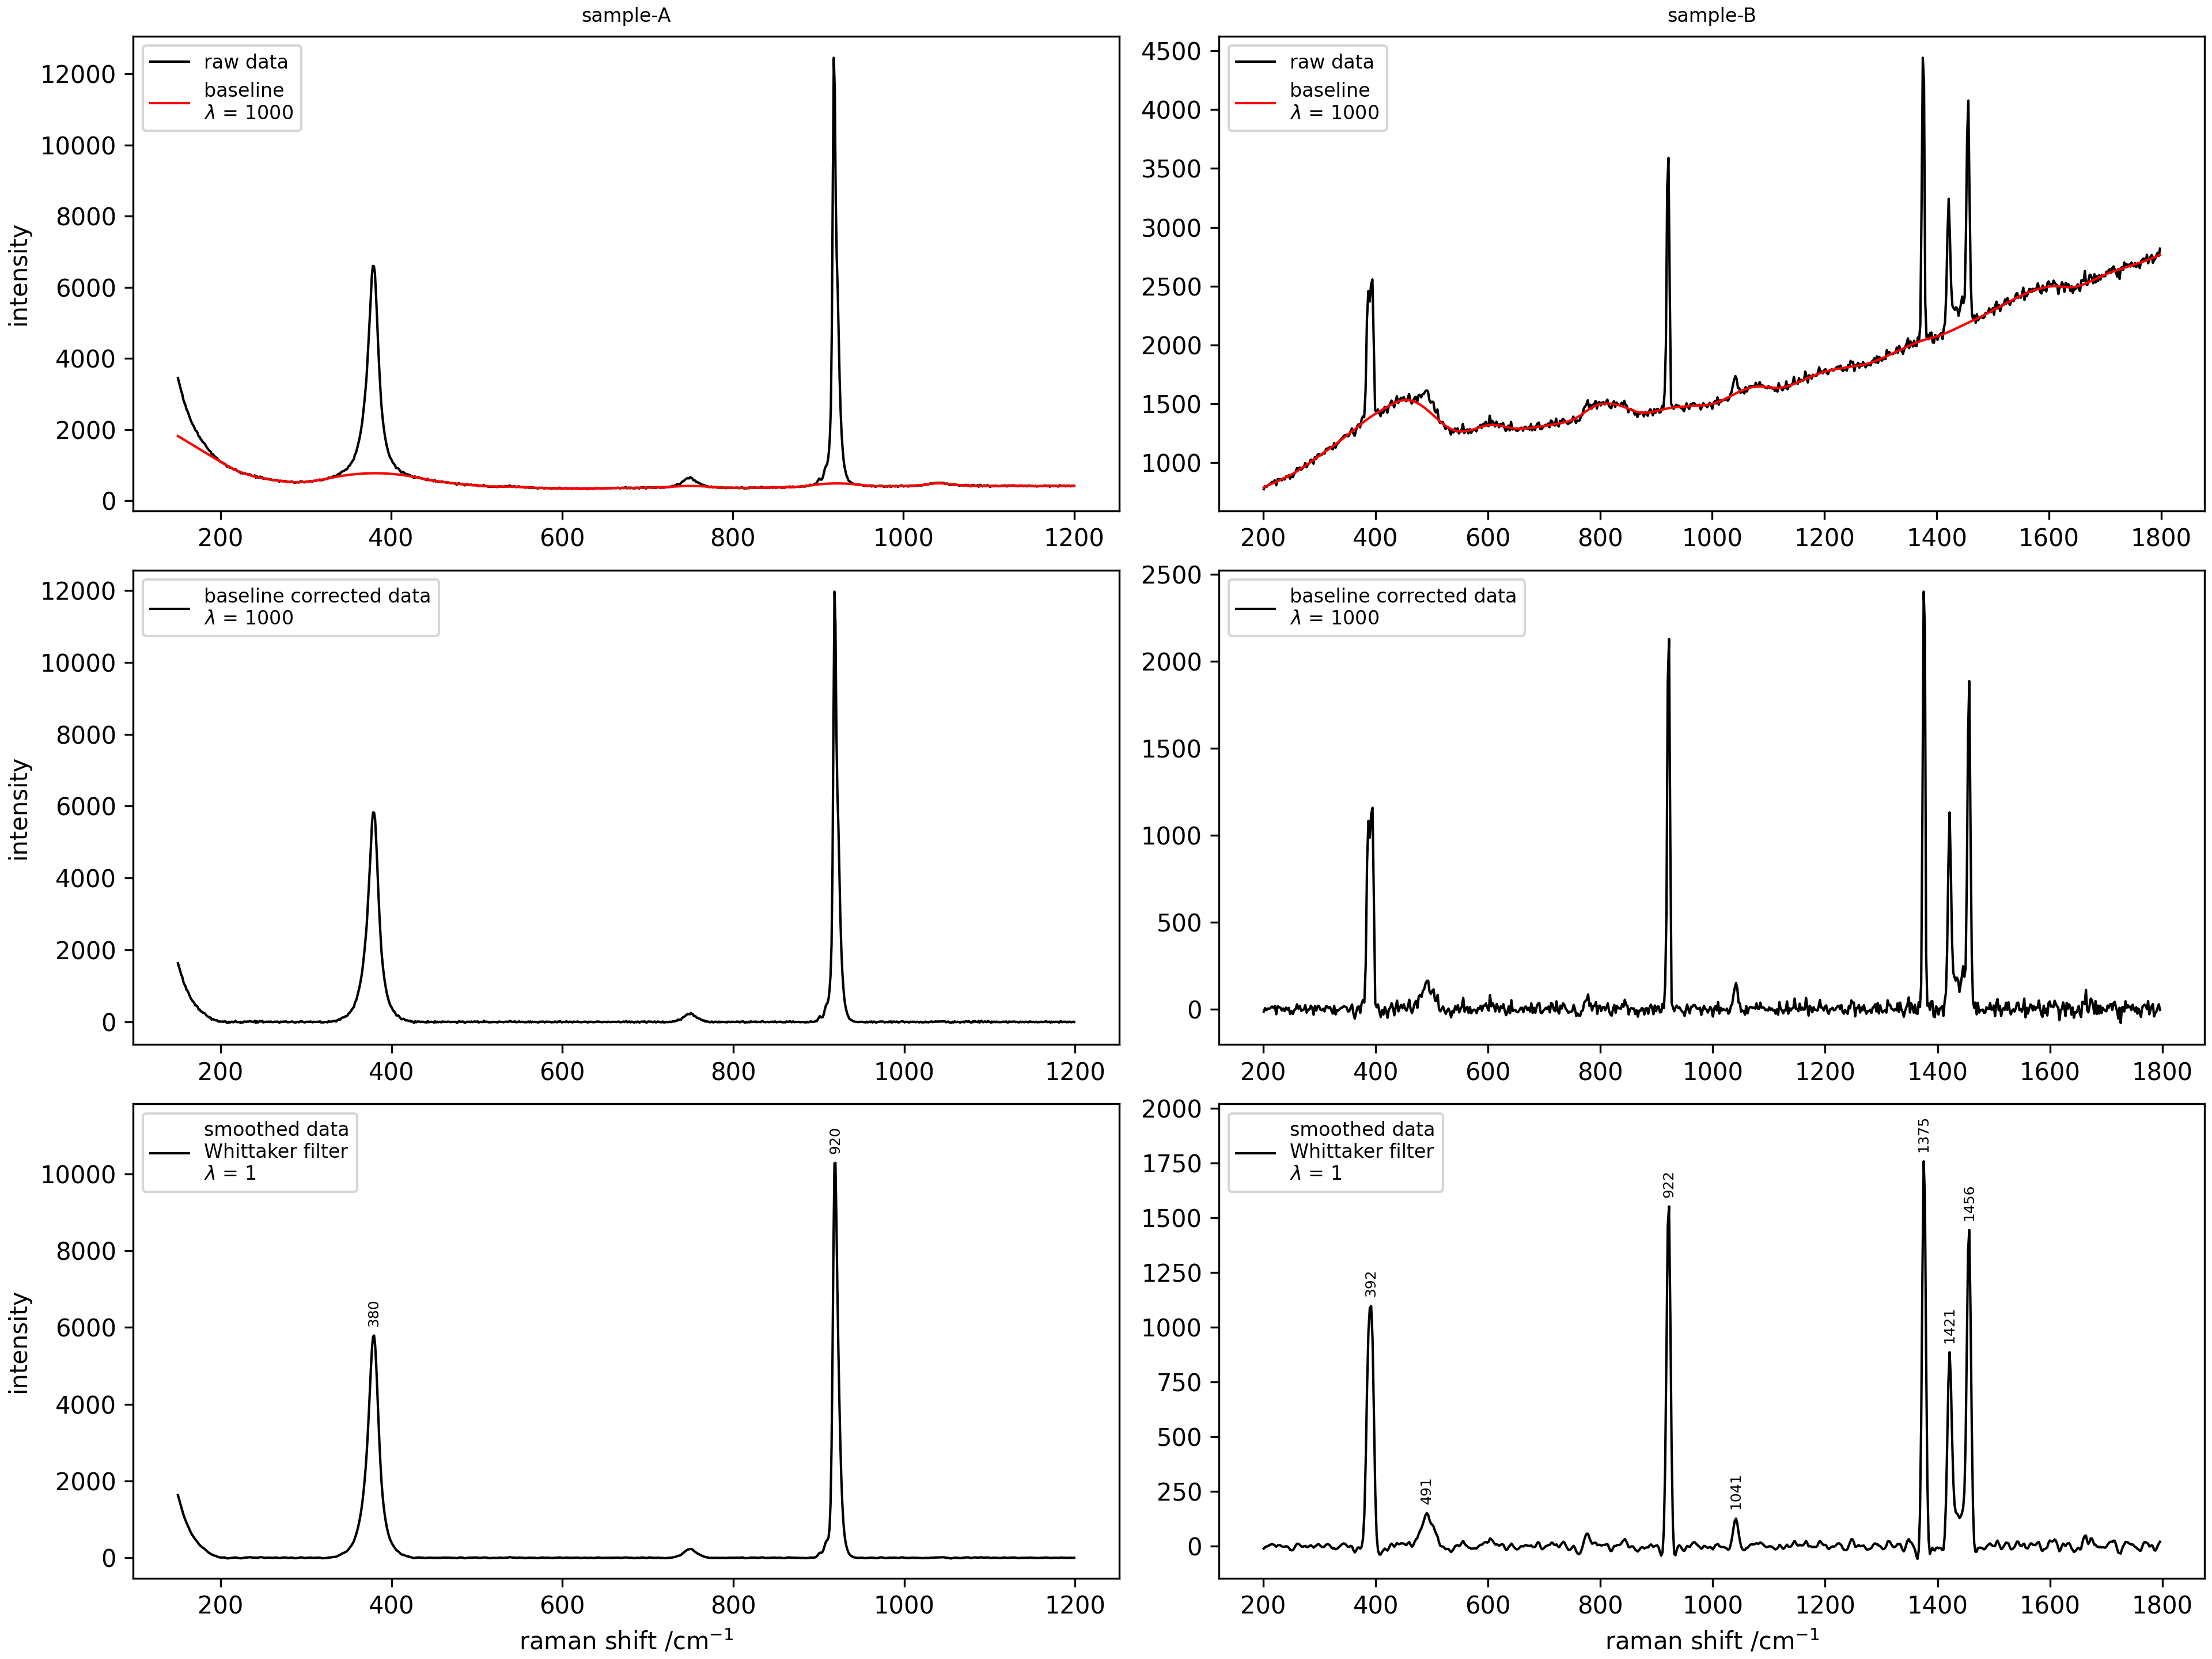 sample-A
sample-B
raw data
baseline
λ = 1000
12000
10000
8000
6000
4000
2000
0
intensity
200 400 600 800 1000 1200
raw data
baseline
λ = 1000
4500
4000
3500
3000
2500
2000
1500
1000
200 400 600 800 1000 1200 1400 1600 1800
baseline corrected data
λ = 1000
12000
10000
8000
6000
4000
2000
0
intensity
200 400 600 800 1000 1200
baseline corrected data
λ = 1000
2500
2000
1500
1000
500
0
200 400 600 800 1000 1200 1400 1600 1800
smoothed data
Whittaker filter
λ = 1
10000
8000
6000
4000
2000
0
intensity
380
920
200 400 600 800 1000 1200
raman shift /cm⁻¹
smoothed data
Whittaker filter
λ = 1
2000
1750
1500
1250
1000
750
500
250
0
392
491
922
1041
1375
1421
1456
200 400 600 800 1000 1200 1400 1600 1800
raman shift /cm⁻¹